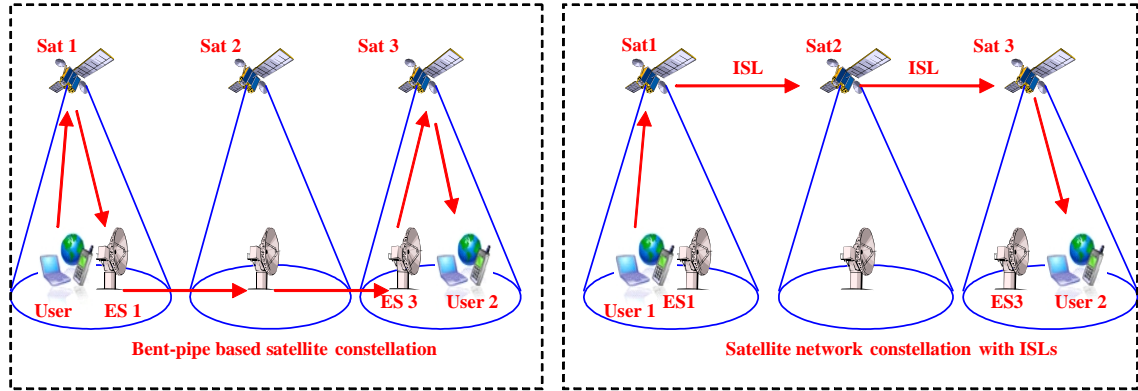 Sat 1
Sat 2
Sat 3
User
ES 1
ES 3
User 2
Bent-pipe based satellite constellation
Sat1
ISL
Sat2
ISL
Sat 3
User 1
ES1
ES3
User 2
Satellite network constellation with ISLs